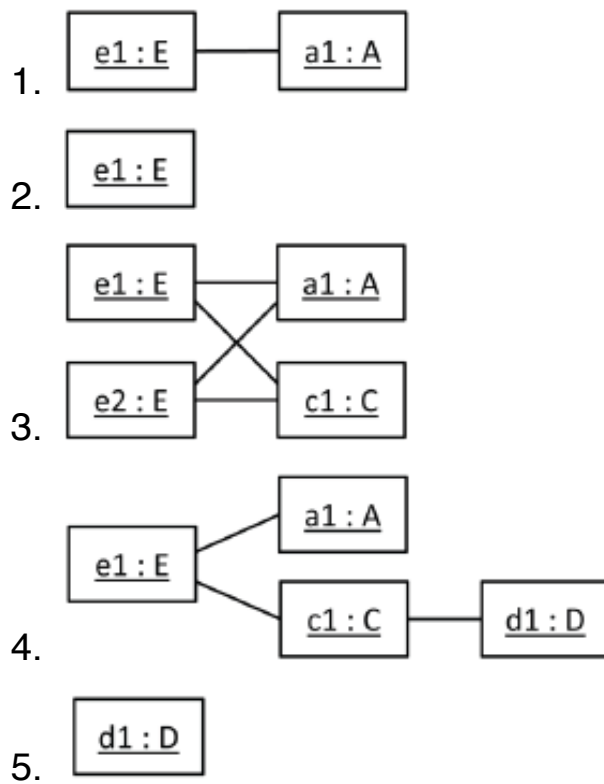 e1 : E a1 : A
1.
e1 : E
2.
e1 : E a1 : A
e2 : E c1 : C
3.
a1 : A
e1 : E
c1 : C d1 : D
4.
d1 : D
5.